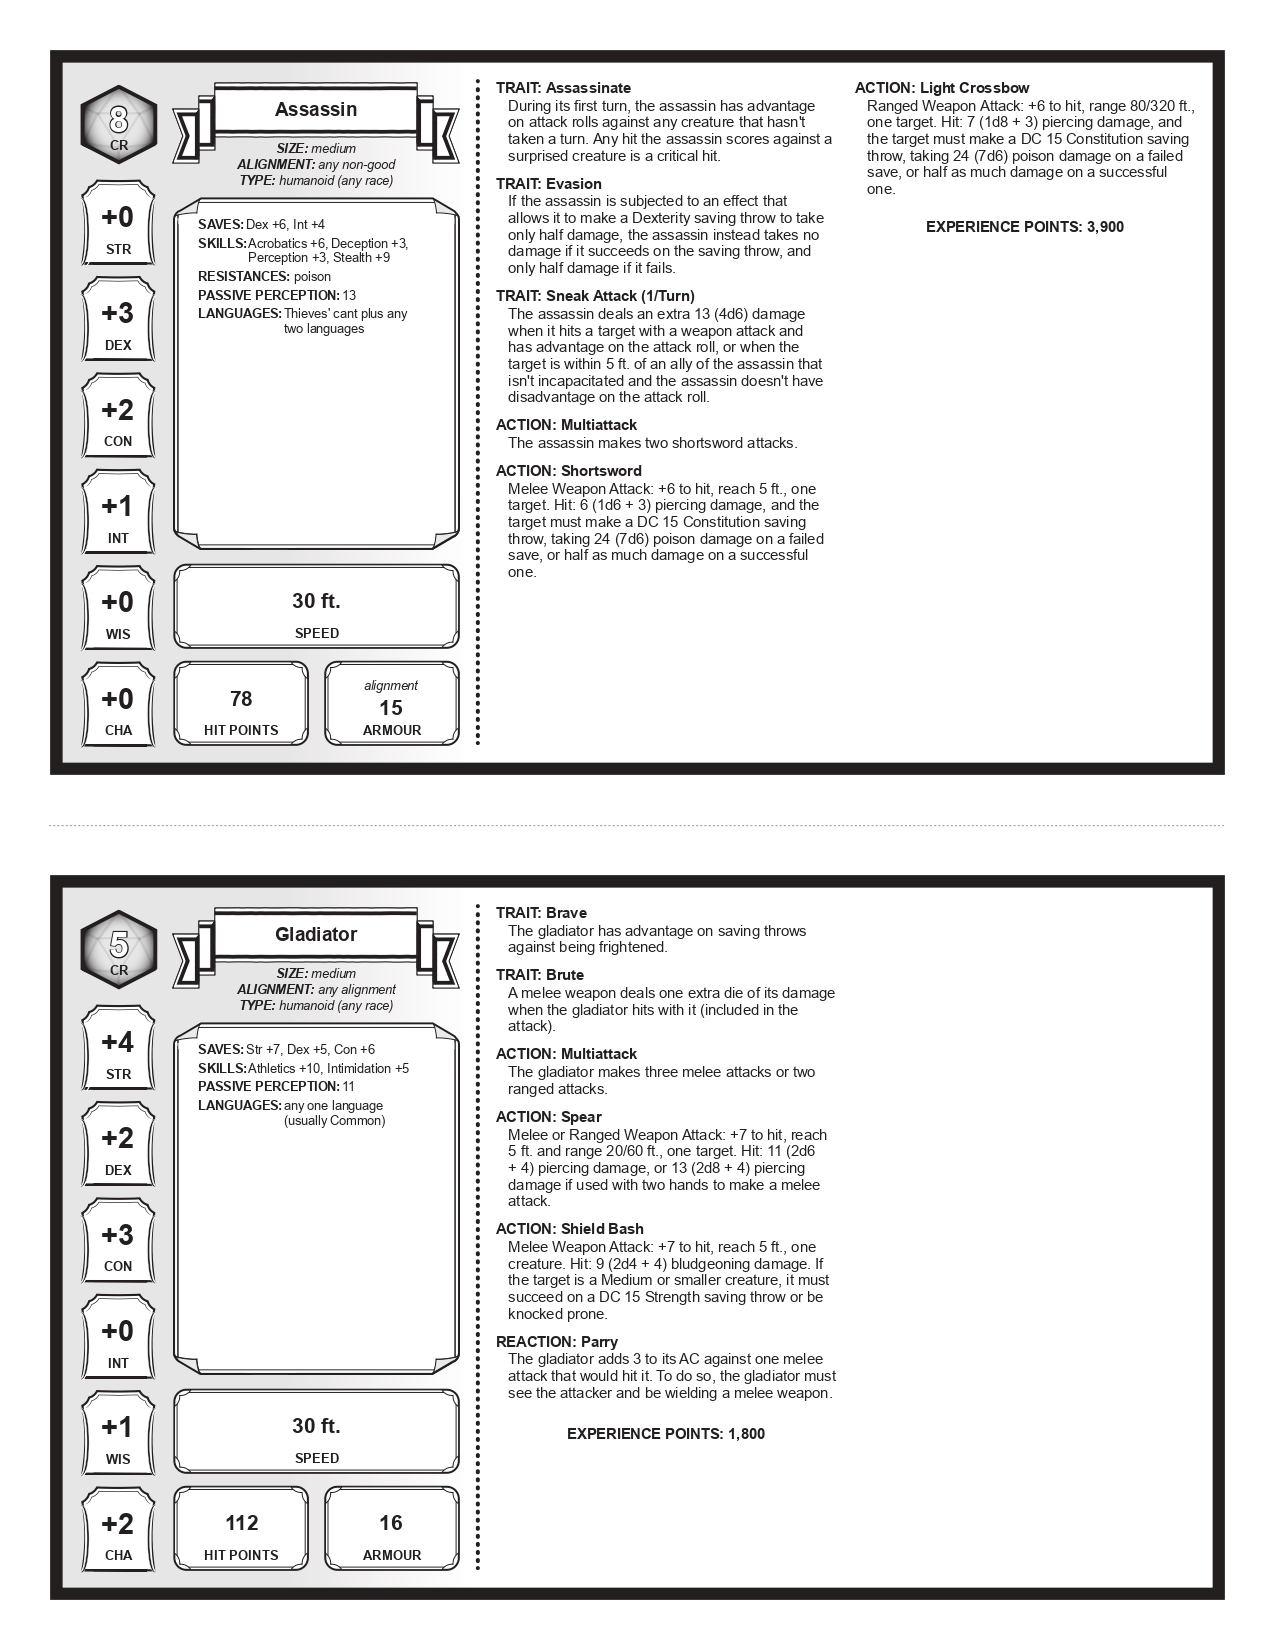 8
CR
Assassin
SIZE: medium
ALIGNMENT: any non-good
TYPE: humanoid (any race)
+0
STR
+3
DEX
+2
CON
+1
INT
+0
WIS
+0
CHA
SAVES: Dex +6, Int +4
SKILLS: Acrobatics +6, Deception +3,
Perception +3, Stealth +9
RESISTANCES: poison
PASSIVE PERCEPTION: 13
LANGUAGES: Thieves' cant plus any
two languages
30 ft.
SPEED
78
HIT POINTS
alignment
15
ARMOUR
TRAIT: Assassinate
During its first turn, the assassin has advantage
on attack rolls against any creature that hasn't
taken a turn. Any hit the assassin scores against a
surprised creature is a critical hit.
TRAIT: Evasion
If the assassin is subjected to an effect that
allows it to make a Dexterity saving throw to take
only half damage, the assassin instead takes no
damage if it succeeds on the saving throw, and
only half damage if it fails.
TRAIT: Sneak Attack (1/Turn)
The assassin deals an extra 13 (4d6) damage
when it hits a target with a weapon attack and
has advantage on the attack roll, or when the
target is within 5 ft. of an ally of the assassin that
isn't incapacitated and the assassin doesn't have
disadvantage on the attack roll.
ACTION: Multiattack
The assassin makes two shortsword attacks.
ACTION: Shortsword
Melee Weapon Attack: +6 to hit, reach 5 ft., one
target. Hit: 6 (1d6 + 3) piercing damage, and the
target must make a DC 15 Constitution saving
throw, taking 24 (7d6) poison damage on a failed
save, or half as much damage on a successful
one.
ACTION: Light Crossbow
Ranged Weapon Attack: +6 to hit, range 80/320 ft.,
one target. Hit: 7 (1d8 + 3) piercing damage, and
the target must make a DC 15 Constitution saving
throw, taking 24 (7d6) poison damage on a failed
save, or half as much damage on a successful
one.
EXPERIENCE POINTS: 3,900
5
CR
Gladiator
SIZE: medium
ALIGNMENT: any alignment
TYPE: humanoid (any race)
+4
STR
+2
DEX
+3
CON
+0
INT
+1
WIS
+2
CHA
SAVES: Str +7, Dex +5, Con +6
SKILLS: Athletics +10, Intimidation +5
PASSIVE PERCEPTION: 11
LANGUAGES: any one language
(usually Common)
30 ft.
SPEED
112
HIT POINTS
16
ARMOUR
TRAIT: Brave
The gladiator has advantage on saving throws
against being frightened.
TRAIT: Brute
A melee weapon deals one extra die of its damage
when the gladiator hits with it (included in the
attack).
ACTION: Multiattack
The gladiator makes three melee attacks or two
ranged attacks.
ACTION: Spear
Melee or Ranged Weapon Attack: +7 to hit, reach
5 ft. and range 20/60 ft., one target. Hit: 11 (2d6
+ 4) piercing damage, or 13 (2d8 + 4) piercing
damage if used with two hands to make a melee
attack.
ACTION: Shield Bash
Melee Weapon Attack: +7 to hit, reach 5 ft., one
creature. Hit: 9 (2d4 + 4) bludgeoning damage. If
the target is a Medium or smaller creature, it must
succeed on a DC 15 Strength saving throw or be
knocked prone.
REACTION: Parry
The gladiator adds 3 to its AC against one melee
attack that would hit it. To do so, the gladiator must
see the attacker and be wielding a melee weapon.
EXPERIENCE POINTS: 1,800